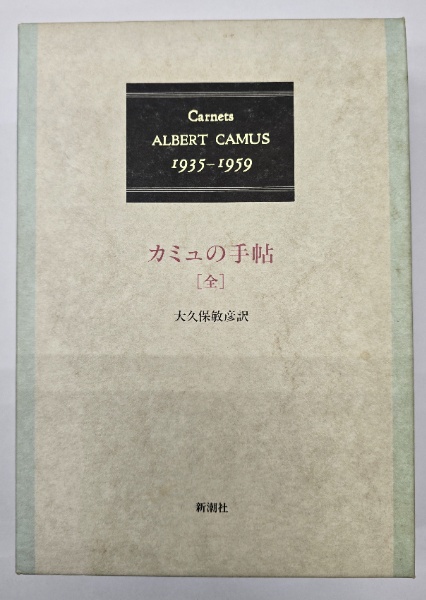 Carnets
ALBERT CAMUS
1935–1959
カミュの手帖
［全］
大久保敏彦訳
新潮社